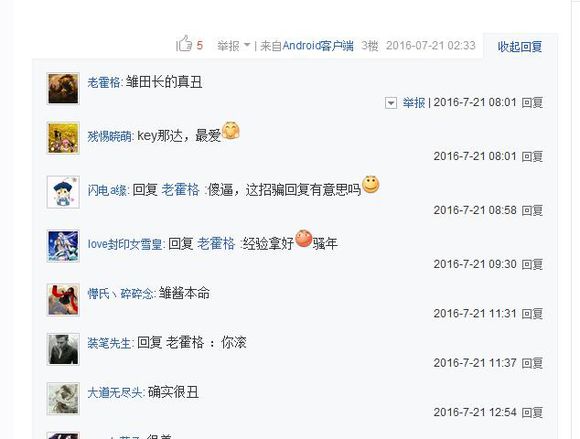 5 举报 | 来自Android客户端 3楼 2016-07-21 02:33 收起回复
老霍格: 雏田长的真丑
举报 | 2016-7-21 08:01 回复
残惕皖萌: key那达，最爱
2016-7-21 08:01 回复
闪电a缘: 回复 老霍格 :傻逼，这招骗回复有意思吗
2016-7-21 08:58 回复
love封印女雪皇: 回复 老霍格 :经验拿好 骚年
2016-7-21 09:30 回复
丶碎碎念: 雏酱本命
2016-7-21 11:31 回复
装笔先生: 回复 老霍格 ：你滚
2016-7-21 11:37 回复
大道无尽头: 确实很丑
2016-7-21 12:54 回复